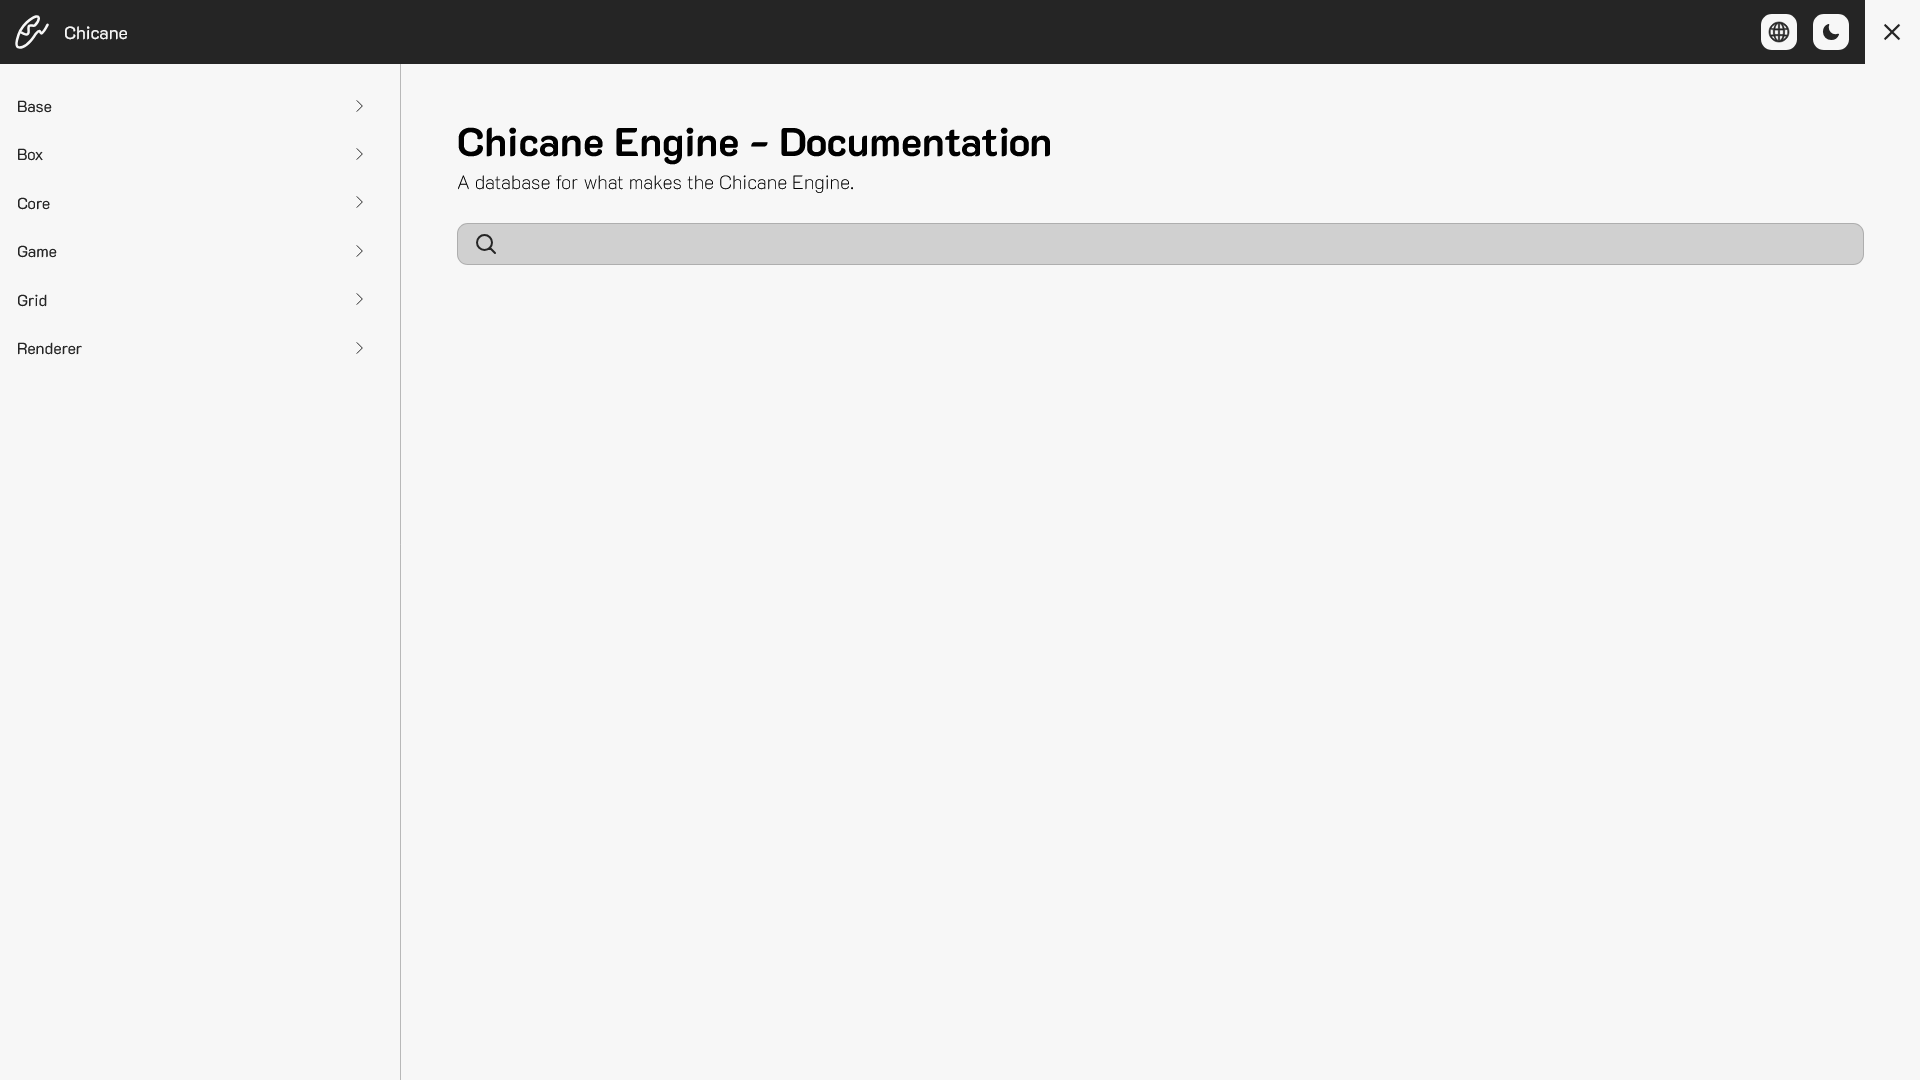 Chicane
Base
Box
Core
Game
Grid
Renderer
Chicane Engine - Documentation
A database for what makes the Chicane Engine.